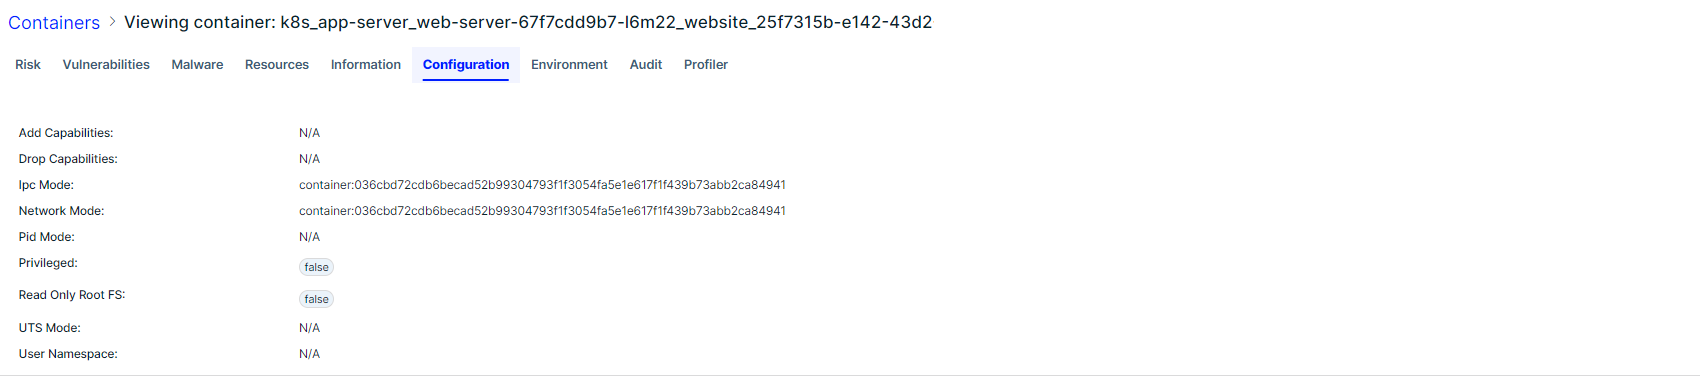 Containers > Viewing container: k8s_app-server_web-server-67f7cdd9b7-l6m22_website_25f7315b-e142-43d2
Risk Vulnerabilities Malware Resources Information Configuration Environment Audit Profiler
Add Capabilities: N/A
Drop Capabilities: N/A
Ipc Mode: container:036cbd72cdb6becad52b99304793f1f3054fa5e1e617f1f439b73abb2ca84941
Network Mode: container:036cbd72cdb6becad52b99304793f1f3054fa5e1e617f1f439b73abb2ca84941
Pid Mode: N/A
Privileged: false
Read Only Root FS: false
UTS Mode: N/A
User Namespace: N/A